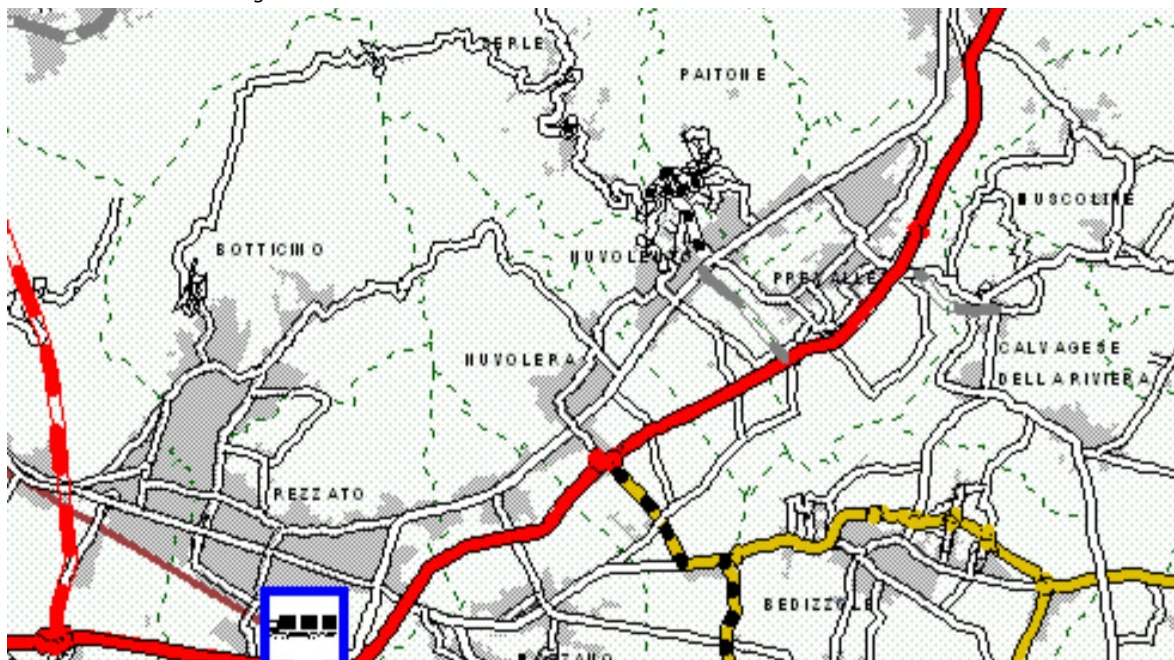 SERLE
PAITONE
MUSCOLINE
BOTTICINO
NUVOLENTO
PREVALLE
NUVOLERA
CALVAGESE
DELLA RIVIERA
REZZATO
BEDIZZOLE